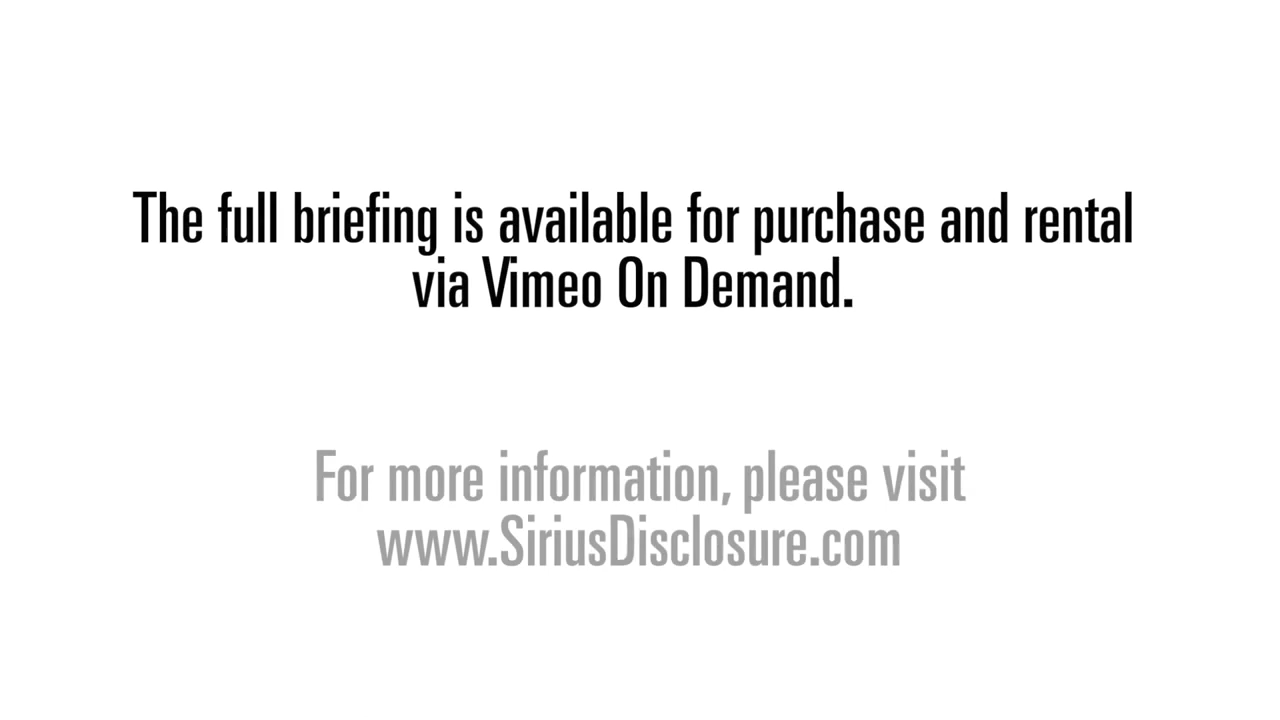 The full briefing is available for purchase and rental
via Vimeo On Demand.
For more information, please visit
www.SiriusDisclosure.com